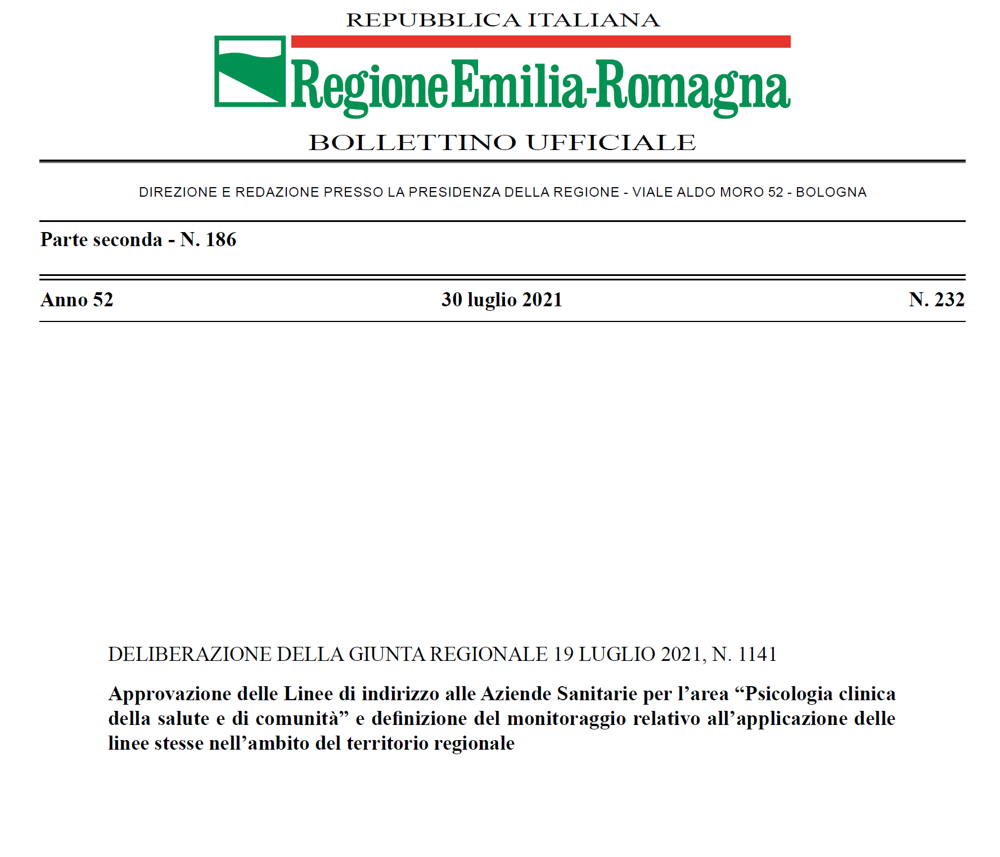 REPUBBLICA ITALIANA
RegioneEmilia-Romagna
BOLLETTINO UFFICIALE
DIREZIONE E REDAZIONE PRESSO LA PRESIDENZA DELLA REGIONE - VIALE ALDO MORO 52 - BOLOGNA
Parte seconda - N. 186
Anno 52 30 luglio 2021 N. 232
DELIBERAZIONE DELLA GIUNTA REGIONALE 19 LUGLIO 2021, N. 1141
Approvazione delle Linee di indirizzo alle Aziende Sanitarie per l’area “Psicologia clinica
della salute e di comunità” e definizione del monitoraggio relativo all’applicazione delle
linee stesse nell’ambito del territorio regionale